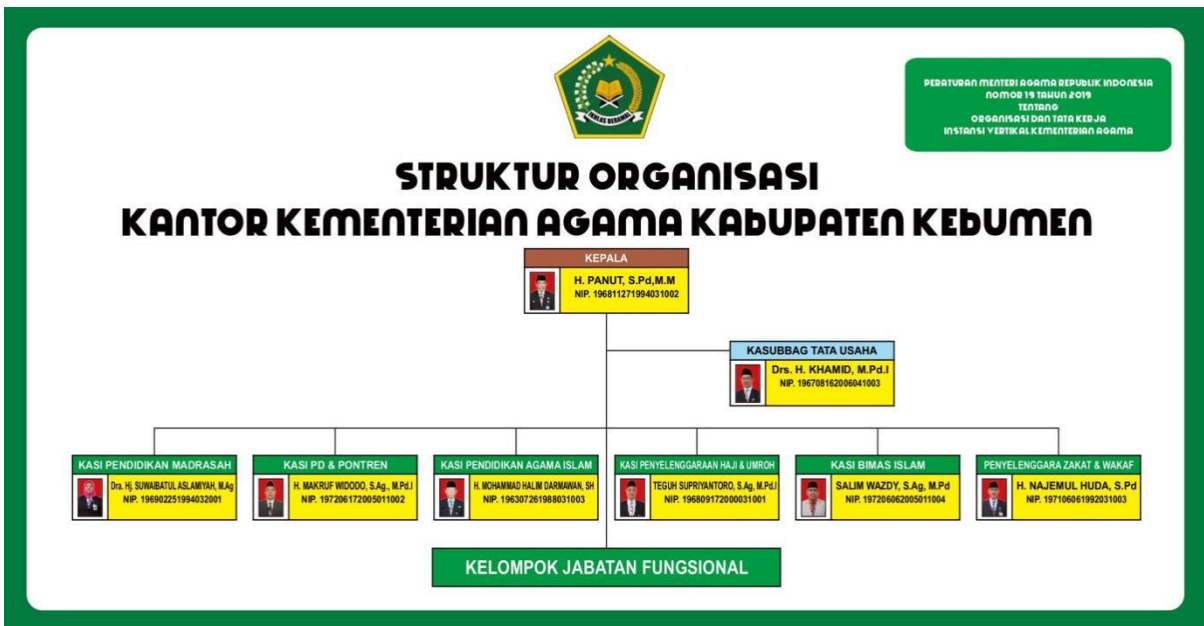 IKHLAS BERAMAL
PERATURAN MENTERI AGAMA REPUBLIK INDONESIA
NOMOR 19 TAHUN 2019
TENTANG
ORGANISASI DAN TATA KERJA
INSTANSI VERTIKAL KEMENTERIAN AGAMA
STRUKTUR ORGANISASI
KANTOR KEMENTERIAN AGAMA KABUPATEN KEBUMEN
KEPALA
H. PANUT, S.Pd,M.M
NIP. 196811271994031002
KASUBBAG TATA USAHA
Drs. H. KHAMID, M.Pd.I
NIP. 196708162006041003
KASI PENDIDIKAN MADRASAH
Dra. Hj. SUWAIBATUL ASLAMIYAH, M.Ag
NIP. 196902251994032001
KASI PD & PONTREN
H. MAKRUF WIDODO, S.Ag., M.Pd.I
NIP. 197206172005011002
KASI PENDIDIKAN AGAMA ISLAM
H. MOHAMMAD HALIM DARMAWAN, SH
NIP. 196307261988031003
KASI PENYELENGGARAAN HAJI & UMROH
TEGUH SUPRIYANTORO, S.Ag, M.Pd
NIP. 196809172000031001
KASI BIMAS ISLAM
SALIM WAZDY, S.Ag, M.Pd
NIP. 197206062005011004
PENYELENGGARA ZAKAT & WAKAF
H. NAJEMUL HUDA, S.Pd
NIP. 197106061992031003
KELOMPOK JABATAN FUNGSIONAL